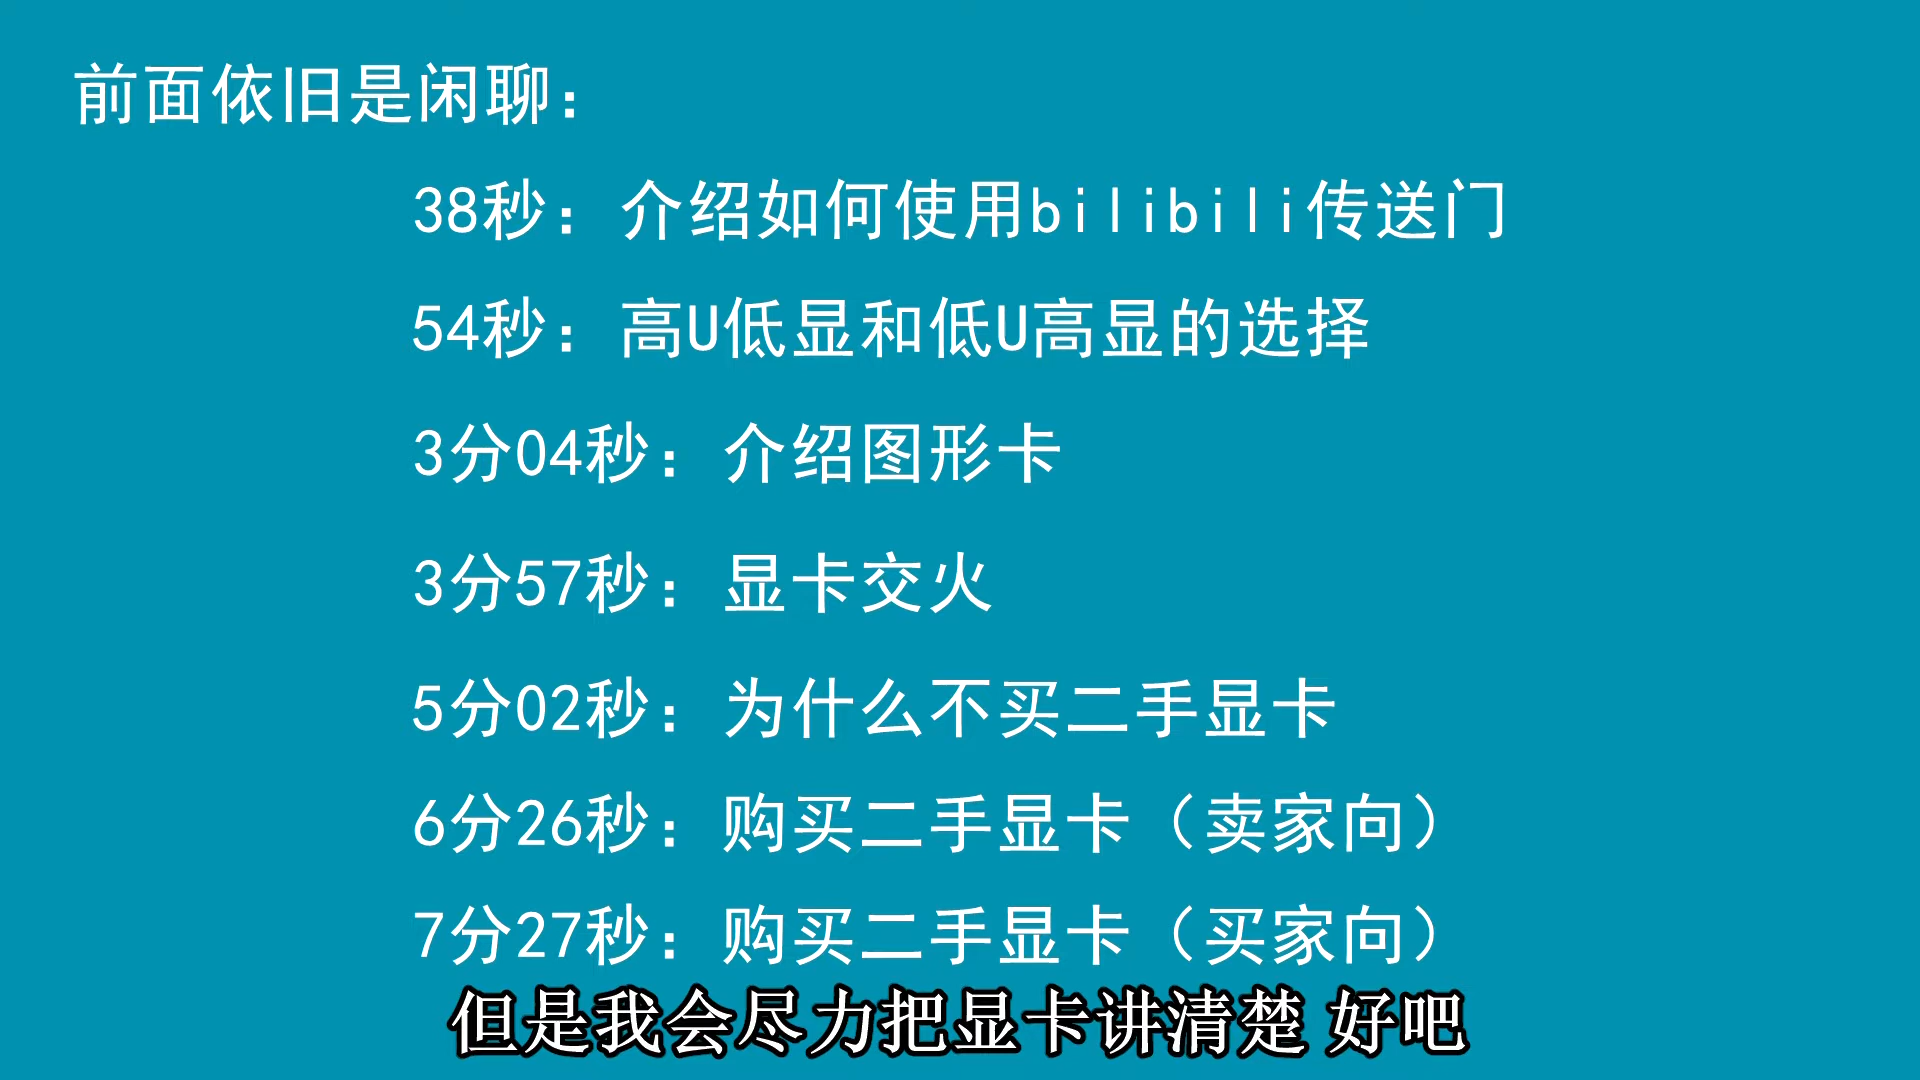 前面依旧是闲聊：
38秒：介绍如何使用bilibili传送门
54秒：高U低显和低U高显的选择
3分04秒：介绍图形卡
3分57秒：显卡交火
5分02秒：为什么不买二手显卡
6分26秒：购买二手显卡（卖家向）
7分27秒：购买二手显卡（买家向）
但是我会尽力把显卡讲清楚 好吧